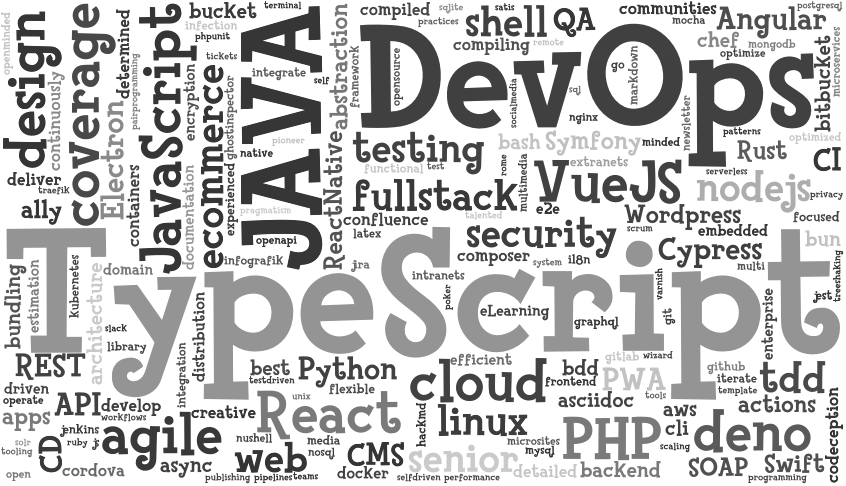 openminded
design
continuously
coverage
Electron
determined
pairprogramming
JavaScript
bucket
infection
phpunit
tickets
encryption
documentation
ecommerce
ghostinspector
experienced
terminal
integrate
JAVA
self
native
pioneer
pragmatism
openapi
infografik
abstraction
framework
ReactNative
compiled
sqlite
practices
satis
shell
QA
compiling
remote
communities
mocha
Angular
postgresql
chef
mongodb
optimize
bitbucket
microservices
DevOps
opensource
socialmedia
sql
go
markdown
nginx
newsletter
patterns
optimized
testing
functional
test
bash
Symfony
minded
extranets
Rust
CI
serverless
deliver
traefik
ally
containers
fullstack
rome
multimedia
VueJS
nodejs
privacy
confluence
talented
e2e
Wordpress
focused
latex
security
scrum
embedded
bun
jra
composer
system
i18n
Cypress
multi
treeshaking
intranets
TypeScript
bundling
estimation
Kubernetes
architecture
domain
slack
library
poker
eLearning
graphql
varnish
git
enterprise
jest
REST
integration
distribution
best
testdriven
Python
flexible
efficient
cloud
frontend
bdd
gitlab
wizard
PWA
tools
github
iterate
template
tdd
driven
operate
apps
API
develop
workflows
creative
unix
React
hackmd
linux
asciidoc
aws
cli
actions
codeception
jenkins
ruby
js
agile
nushell
media
nosql
microsites
mysql
PHP
scaling
deno
solr
tooling
CD
open
cordova
async
web
CMS
docker
senior
detailed
backend
SOAP
Swift
publishing
pipelines
teams
selfdriven
performance
programming